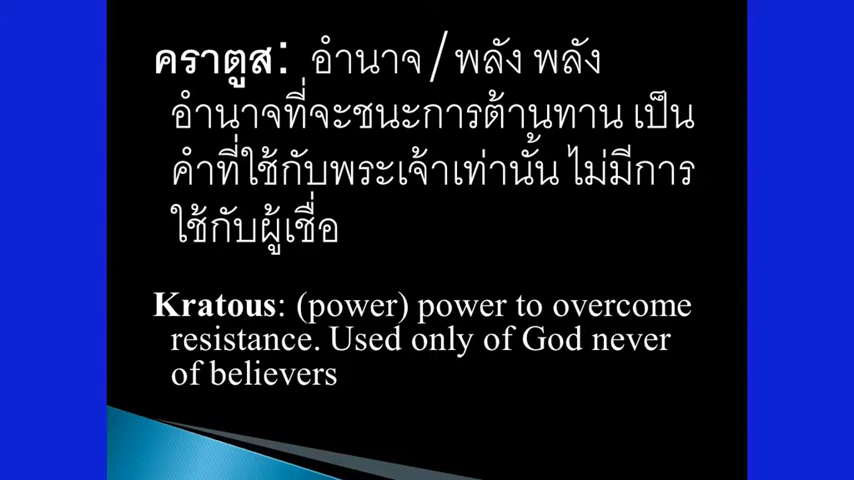 คราตูส: อำนาจ/พลัง พลัง
อำนาจที่จะชนะการต้านทาน เป็น
คำที่ใช้กับพระเจ้าเท่านั้น ไม่มีการ
ใช้กับผู้เชื่อ
Kratous: (power) power to overcome
resistance. Used only of God never
of believers